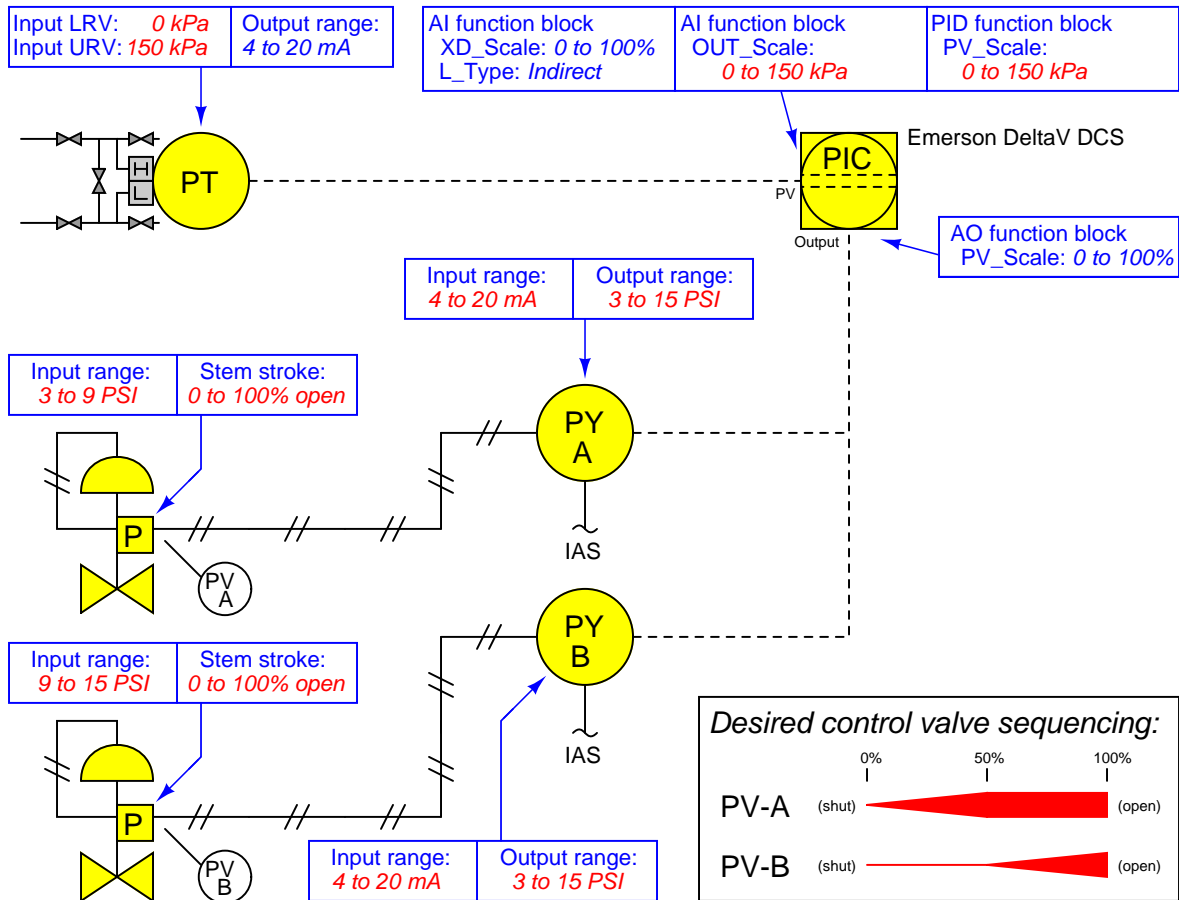 Input LRV: 0 kPa
Input URV: 150 kPa
Output range:
4 to 20 mA
AI function block
XD_Scale: 0 to 100%
L_Type: Indirect
AI function block
OUT_Scale:
0 to 150 kPa
PID function block
PV_Scale:
0 to 150 kPa
H
L
PT
PIC
PV
Output
Emerson DeltaV DCS
AO function block
PV_Scale: 0 to 100%
Input range:
4 to 20 mA
Output range:
3 to 15 PSI
Input range:
3 to 9 PSI
Stem stroke:
0 to 100% open
PY
A
IAS
P
PV
A
PY
B
IAS
Input range:
9 to 15 PSI
Stem stroke:
0 to 100% open
P
PV
B
Input range:
4 to 20 mA
Output range:
3 to 15 PSI
Desired control valve sequencing:
0% 50% 100%
PV-A (shut) (open)
PV-B (shut) (open)